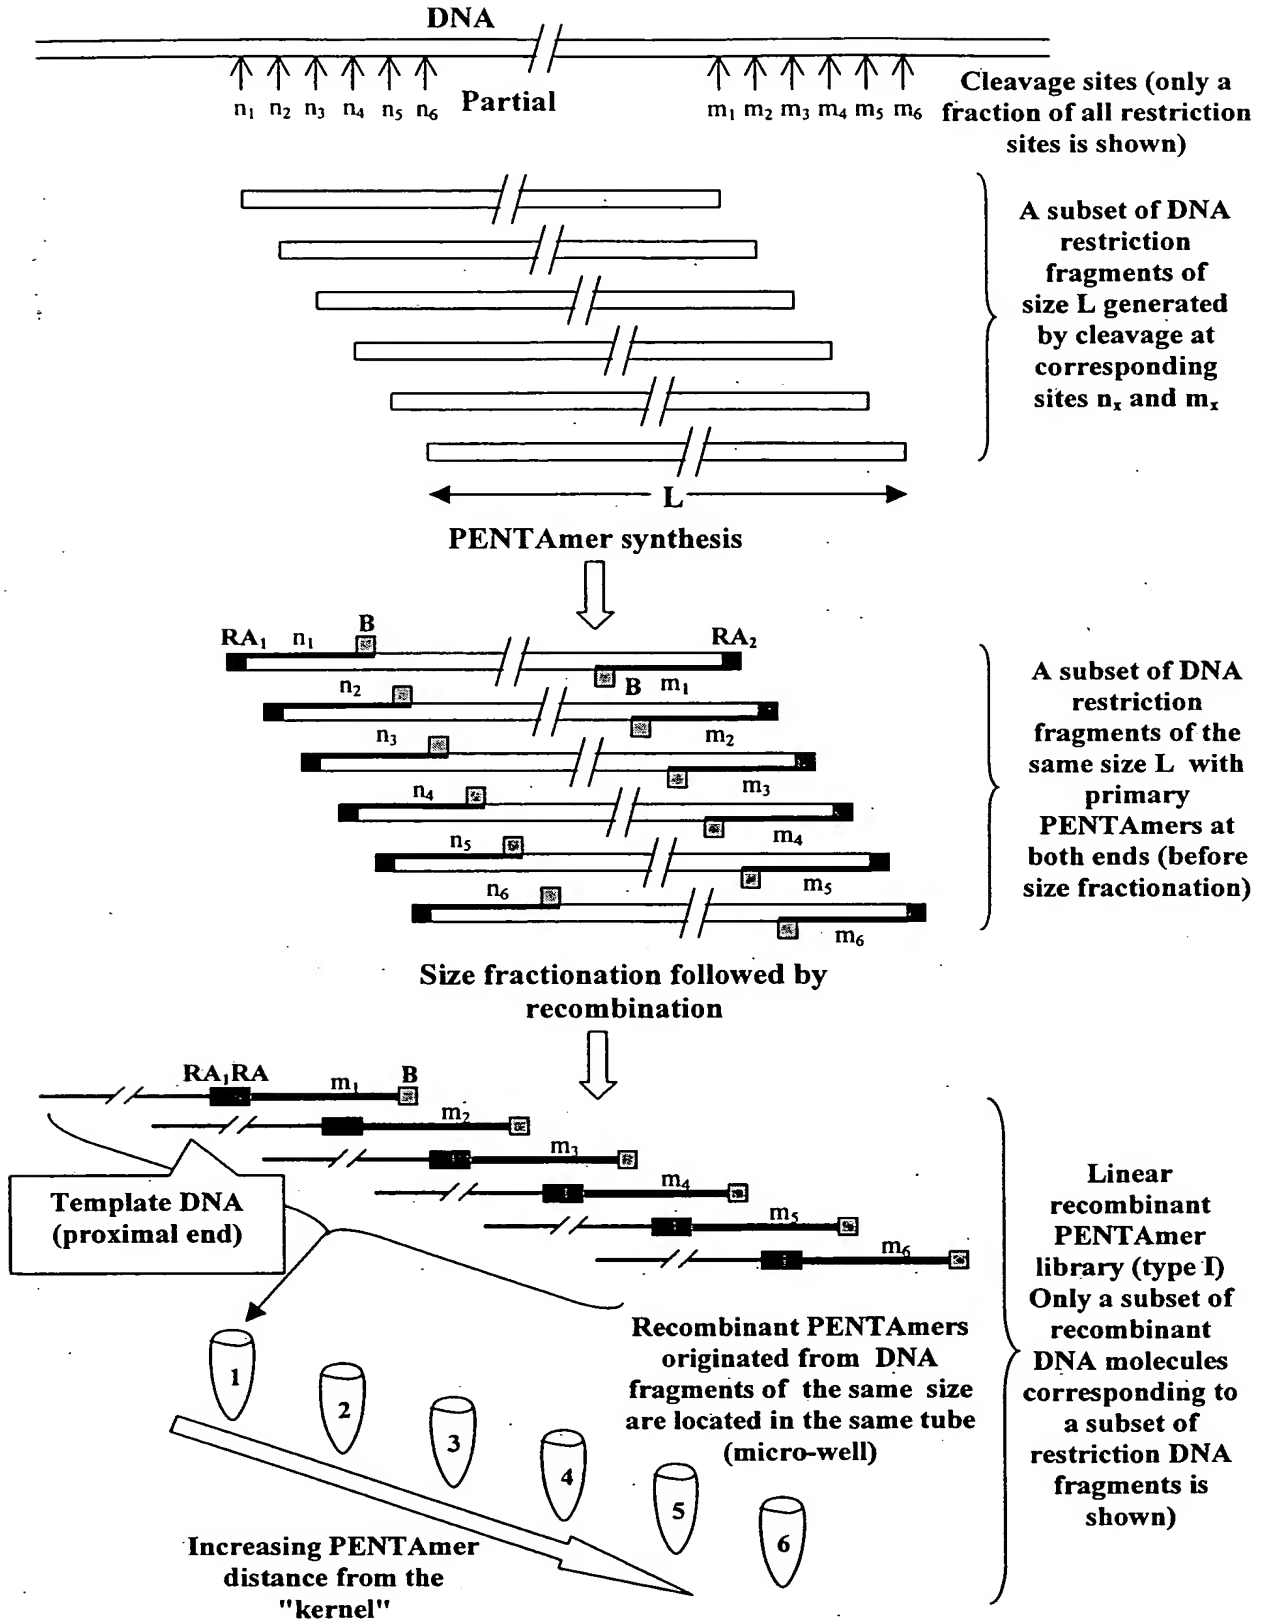 DNA
n1 n2 n3 n4 n5 n6
Partial
m1 m2 m3 m4 m5 m6
Cleavage sites (only a
fraction of all restriction
sites is shown)
A subset of DNA
restriction
fragments of
size L generated
by cleavage at
corresponding
sites nx and mx
L
PENTAmer synthesis
RA1 n1 B RA2
B m1
n2
m2
n3
m3
n4
m4
n5
m5
n6
m6
A subset of DNA
restriction
fragments of the
same size L with
primary
PENTAmers at
both ends (before
size fractionation)
Size fractionation followed by
recombination
RA1RA m1 B
m2
m3
m4
m5
m6
Template DNA
(proximal end)
Linear
recombinant
PENTAmer
library (type I)
Only a subset of
recombinant
DNA molecules
corresponding to
a subset of
restriction DNA
fragments is
shown)
Recombinant PENTAmers
originated from DNA
fragments of the same size
are located in the same tube
(micro-well)
1
2
3
4
5
6
Increasing PENTAmer
distance from the
"kernel"